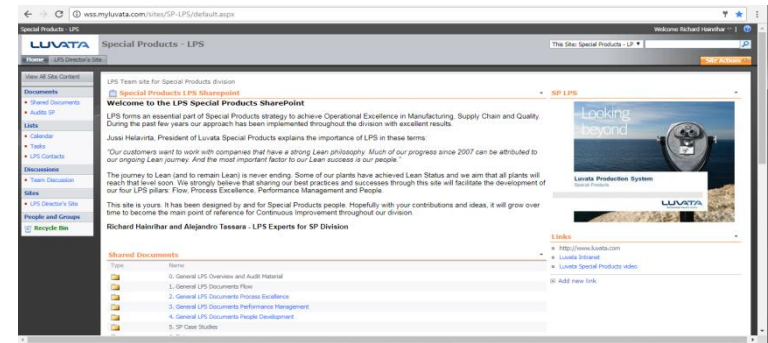 wss.myluvata.com/sites/SP-LPS/default.aspx
Special Products - LPS
Welcome Richard Hainrihar
LUVATA
Special Products - LPS
This Site: Special Products - LP
Home
LPS Director's Site
Site Actions
View All Site Content
Documents
Shared Documents
Audits SP
Lists
Calendar
Tasks
LPS Contacts
Discussions
Team Discussion
Sites
LPS Director's Site
People and Groups
Recycle Bin
LPS Team site for Special Products division
Special Products LPS Sharepoint
Welcome to the LPS Special Products SharePoint
LPS forms an essential part of Special Products strategy to achieve Operational Excellence in Manufacturing, Supply Chain and Quality.
During the past few years our approach has been implemented throughout the division with excellent results.
Jussi Helavirta, President of Luvata Special Products explains the importance of LPS in these terms:
"Our customers want to work with companies that have a strong Lean philosophy. Much of our progress since 2007 can be attributed to
our ongoing Lean journey. And the most important factor to our Lean success is our people."
The journey to Lean (and to remain Lean) is never ending. Some of our plants have achieved Lean Status and we aim that all plants will
reach that level soon. We strongly believe that sharing our best practices and successes through this site will facilitate the development of
our four LPS pillars: Flow, Process Excellence, Performance Management and People.
This site is yours. It has been designed by and for Special Products people. Hopefully with your contributions and ideas, it will grow over
time to become the main point of reference for Continuous Improvement throughout our division.
Richard Hainrihar and Alejandro Tassara - LPS Experts for SP Division
Shared Documents
Type Name
0. General LPS Overview and Audit Material
1. General LPS Documents Flow
2. General LPS Documents Process Excellence
3. General LPS Documents Performance Management
4. General LPS Documents People Development
5. SP Case Studies
SP LPS
Looking
beyond
Luvata Production System
Special Products
LUVATA
Links
http://www.luvata.com
Luvata Intranet
Luvata Special Products video
Add new link